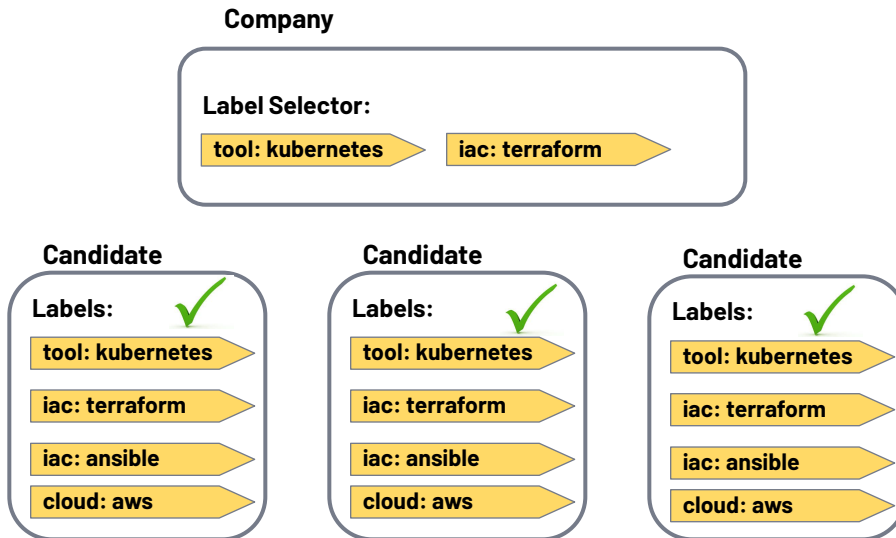 Company
Label Selector:
tool: kubernetes
iac: terraform
Candidate
Labels:
tool: kubernetes
iac: terraform
iac: ansible
cloud: aws
Candidate
Labels:
tool: kubernetes
iac: terraform
iac: ansible
cloud: aws
Candidate
Labels:
tool: kubernetes
iac: terraform
iac: ansible
cloud: aws